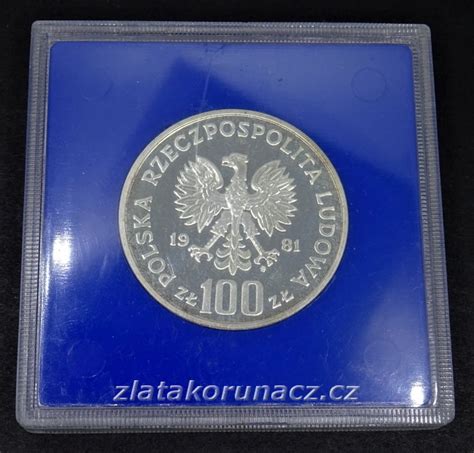 POLSKA RZECZPOSPOLITA LUDOWA
19 81
ZŁ 100 ZŁ
zlatakorunacz.cz